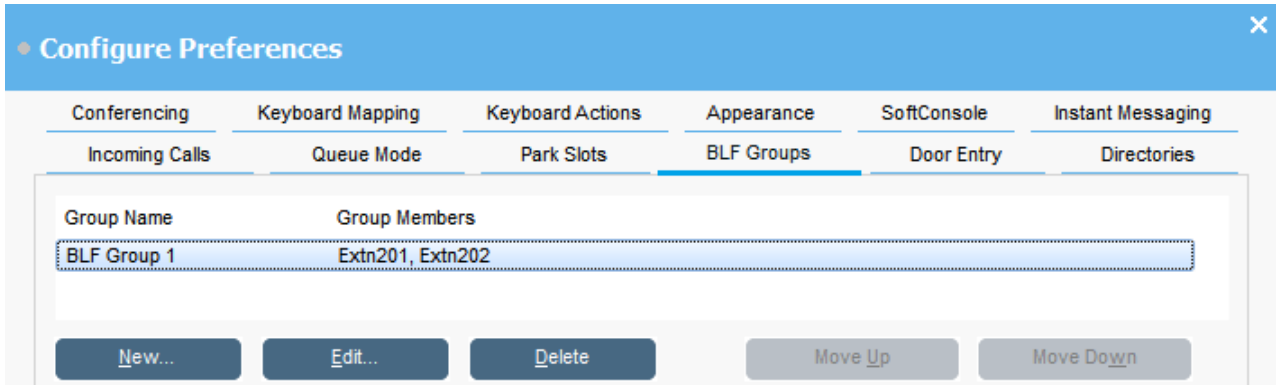 Configure Preferences
Conferencing Keyboard Mapping Keyboard Actions Appearance SoftConsole Instant Messaging
Incoming Calls Queue Mode Park Slots BLF Groups Door Entry Directories
Group Name Group Members
BLF Group 1 Extn201, Extn202
New... Edit... Delete Move Up Move Down